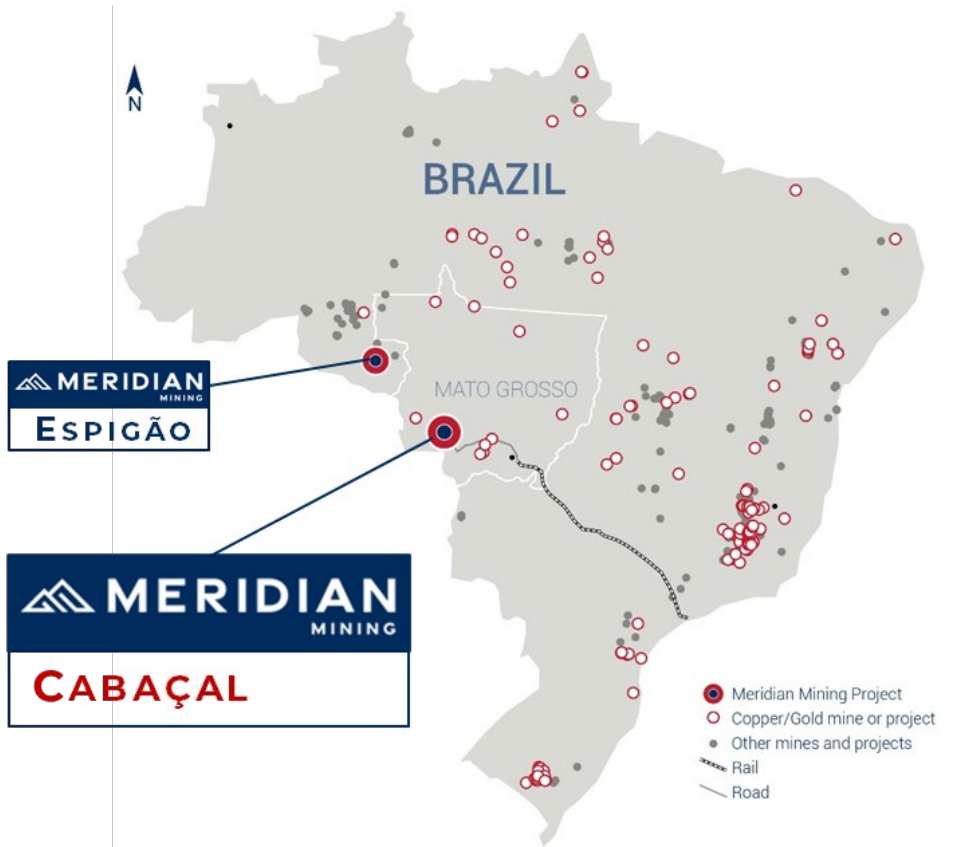 N
BRAZIL
MATO GROSSO
MERIDIAN
MINING
ESPIGÃO
MERIDIAN
MINING
CABAÇAL
Meridian Mining Project
Copper/Gold mine or project
Other mines and projects
Rail
Road